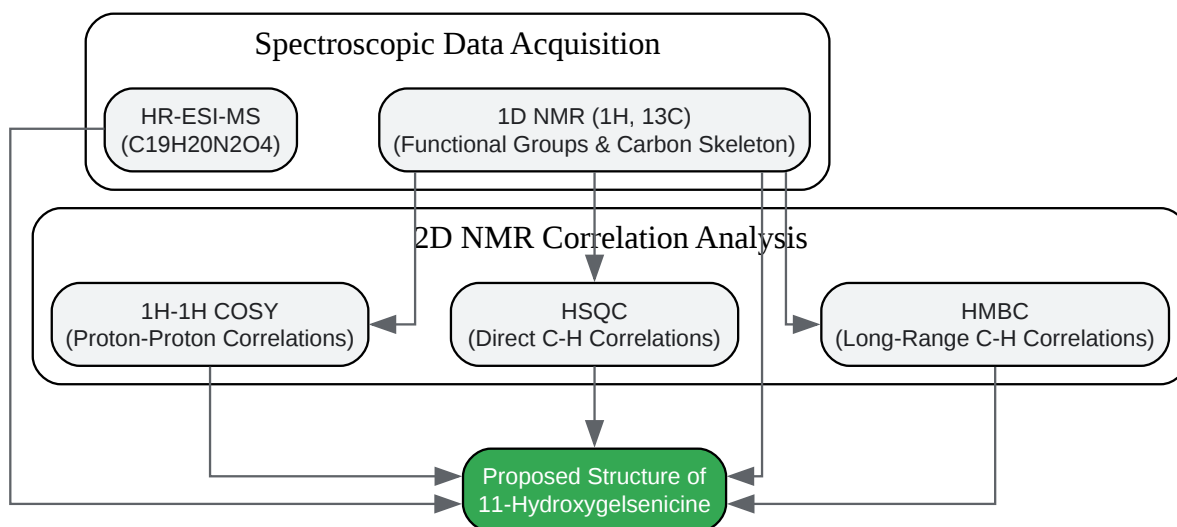 Spectroscopic Data Acquisition
HR-ESI-MS
(C19H20N2O4)
1D NMR (1H, 13C)
(Functional Groups & Carbon Skeleton)
2D NMR Correlation Analysis
1H-1H COSY
(Proton-Proton Correlations)
HSQC
(Direct C-H Correlations)
HMBC
(Long-Range C-H Correlations)
Proposed Structure of
11-Hydroxygelsenicine